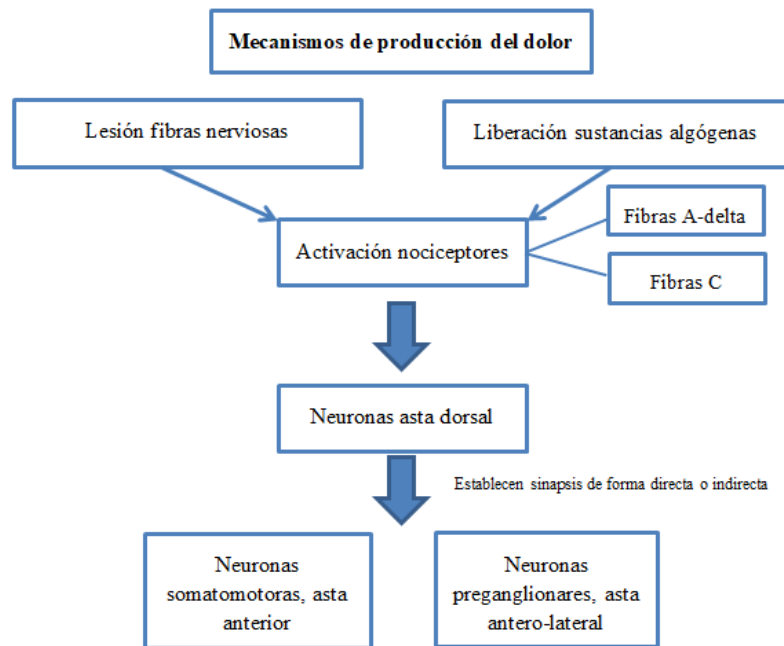 Mecanismos de producción del dolor
Lesión fibras nerviosas
Liberación sustancias algógenas
Fibras A-delta
Activación nociceptores
Fibras C
Neuronas asta dorsal
Establecen sinapsis de forma directa o indirecta
Neuronas
somatomotoras, asta
anterior
Neuronas
preganglionares, asta
antero-lateral